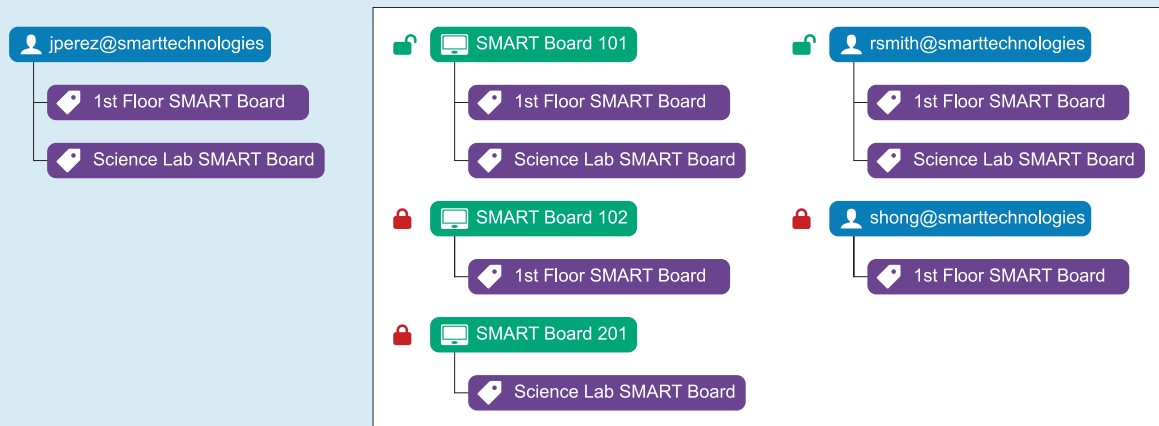 jperez@smarttechnologies
1st Floor SMART Board
Science Lab SMART Board
SMART Board 101
1st Floor SMART Board
Science Lab SMART Board
SMART Board 102
1st Floor SMART Board
SMART Board 201
Science Lab SMART Board
rsmith@smarttechnologies
1st Floor SMART Board
Science Lab SMART Board
shong@smarttechnologies
1st Floor SMART Board